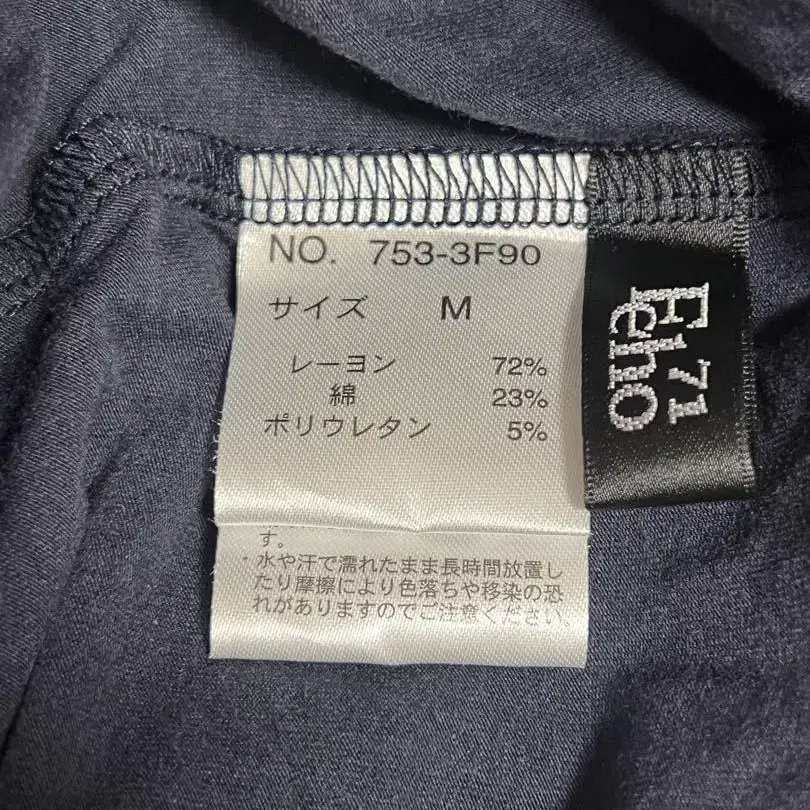 NO. 753-3F90
サイズ M
レーヨン 72%
綿 23%
ポリウレタン 5%
す。
・水や汗で濡れたまま長時間放置し
たり摩擦により色落ちや移染の恐
れがありますのでご注意ください。
F 71
echo